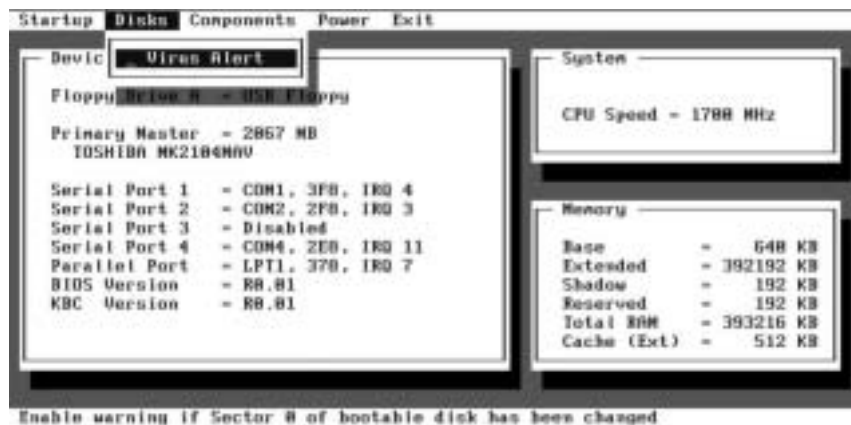 Startup Disks Components Power Exit
Virus Alert
Devic
Floppy Drive A = USB Floppy
Primary Master = 2067 MB
TOSHIBA MK2104MAV
Serial Port 1 = COM1, 3F8, IRQ 4
Serial Port 2 = COM2, 2F8, IRQ 3
Serial Port 3 = Disabled
Serial Port 4 = COM4, 2E8, IRQ 11
Parallel Port = LPT1, 378, IRQ 7
BIOS Version = R0.01
KBC Version = R0.01
System
CPU Speed = 1700 MHz
Memory
Base = 640 KB
Extended = 392192 KB
Shadow = 192 KB
Reserved = 192 KB
Total RAM = 393216 KB
Cache (Ext) = 512 KB
Enable warning if Sector 0 of bootable disk has been changed